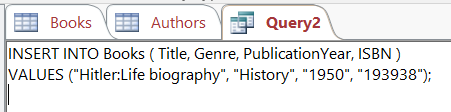 Books Authors Query2
INSERT INTO Books ( Title, Genre, PublicationYear, ISBN )
VALUES ("Hitler:Life biography", "History", "1950", "193938");